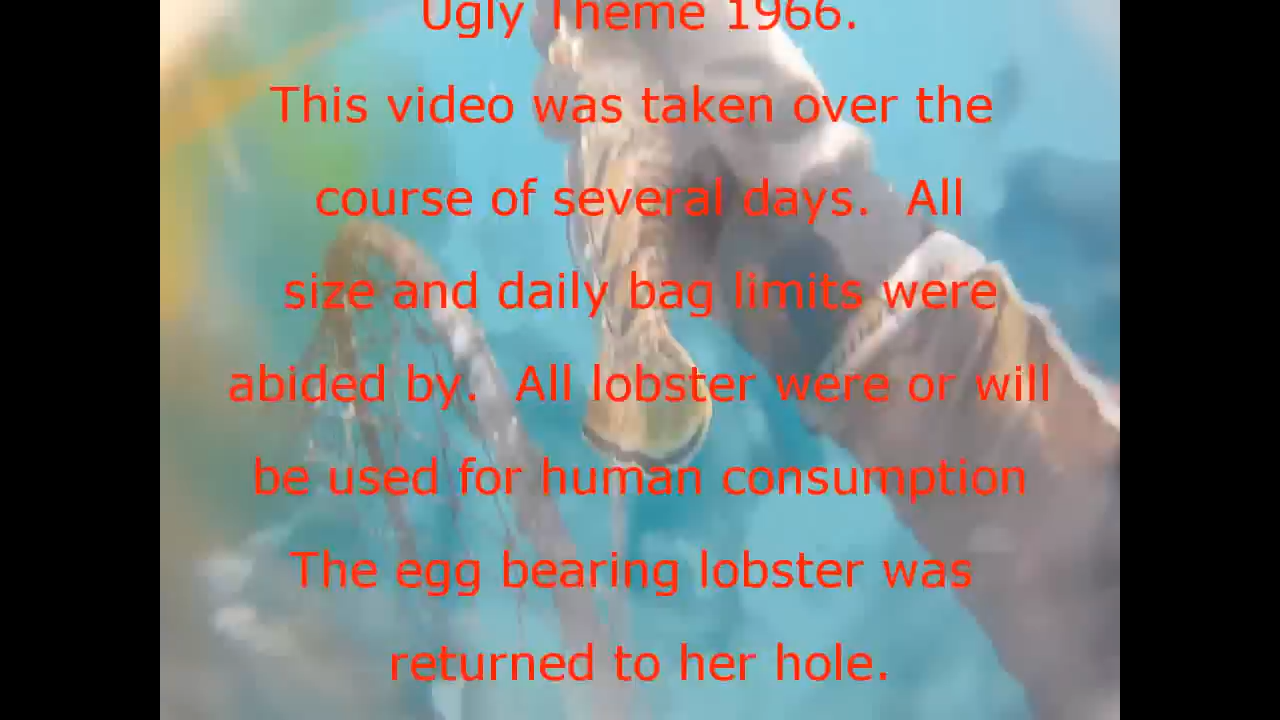 Ugly Theme 1966.
This video was taken over the
course of several days. All
size and daily bag limits were
abided by. All lobster were or will
be used for human consumption
The egg bearing lobster was
returned to her hole.